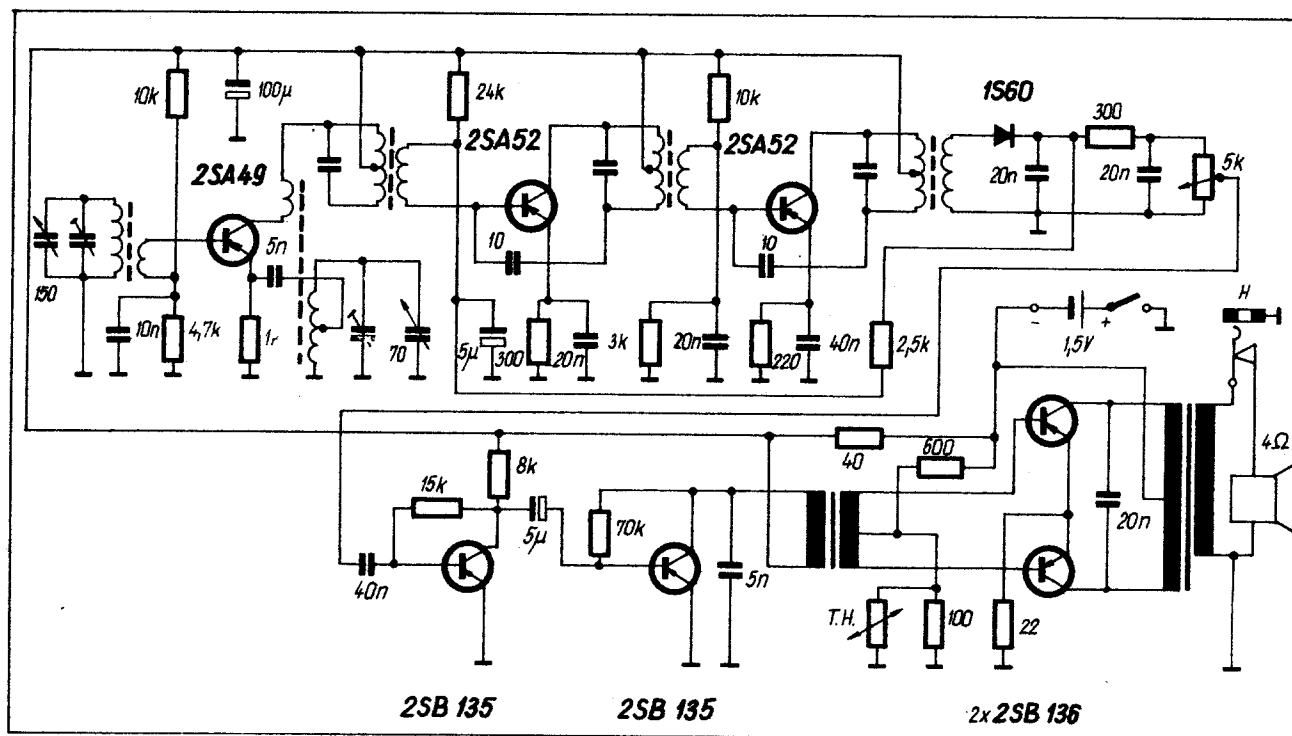 10k
100μ
24k
10k
1S60
300
2SA52
2SA52
2SA49
20n
20n
5k
5n
10
10
150
10n
4,7k
1r
70
5μ
300
20n
3k
20n
220
40n
2,5k
-
+
1,5V
H
40
600
4Ω
8k
15k
5μ
70k
20n
40n
5n
T.H.
100
22
2SB 135
2SB 135
2x 2SB 136